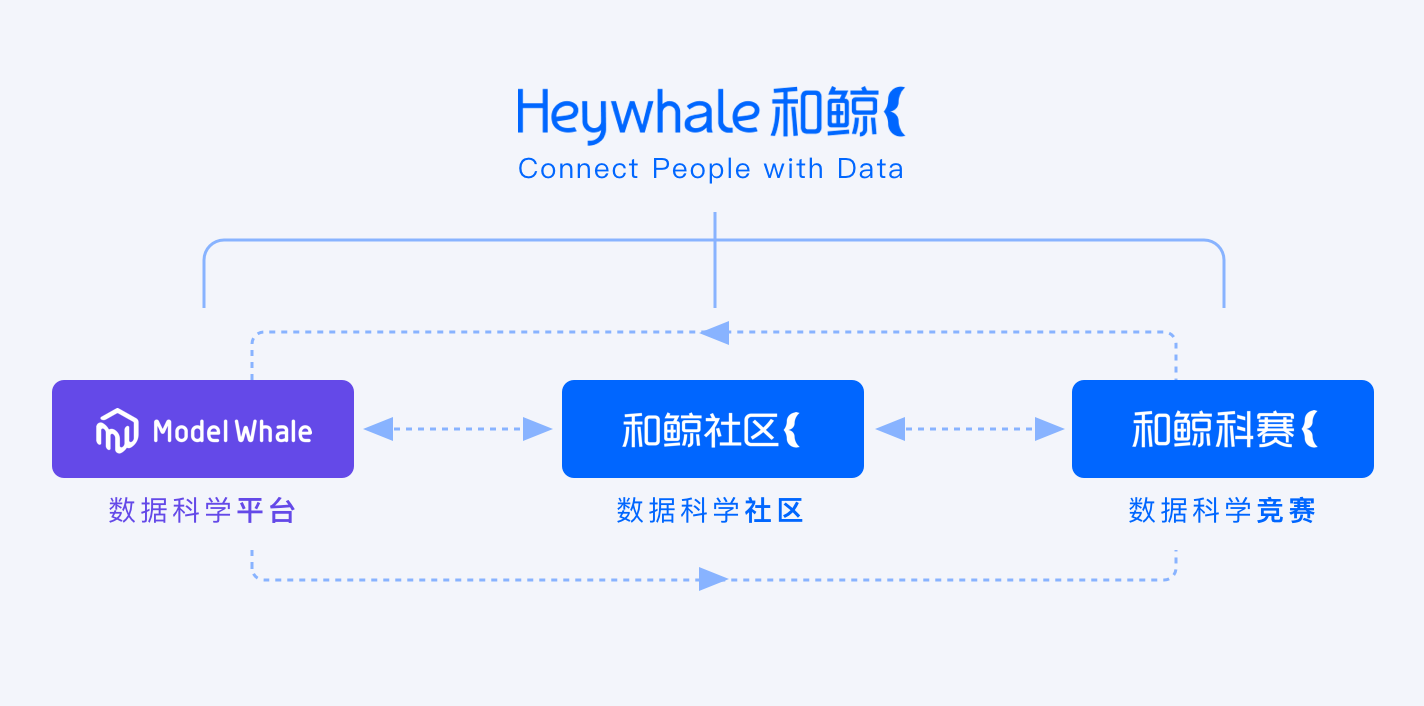 Heywhale 和鲸
Connect People with Data
Model Whale
和鲸社区
和鲸科赛
数据科学平台
数据科学社区
数据科学竞赛